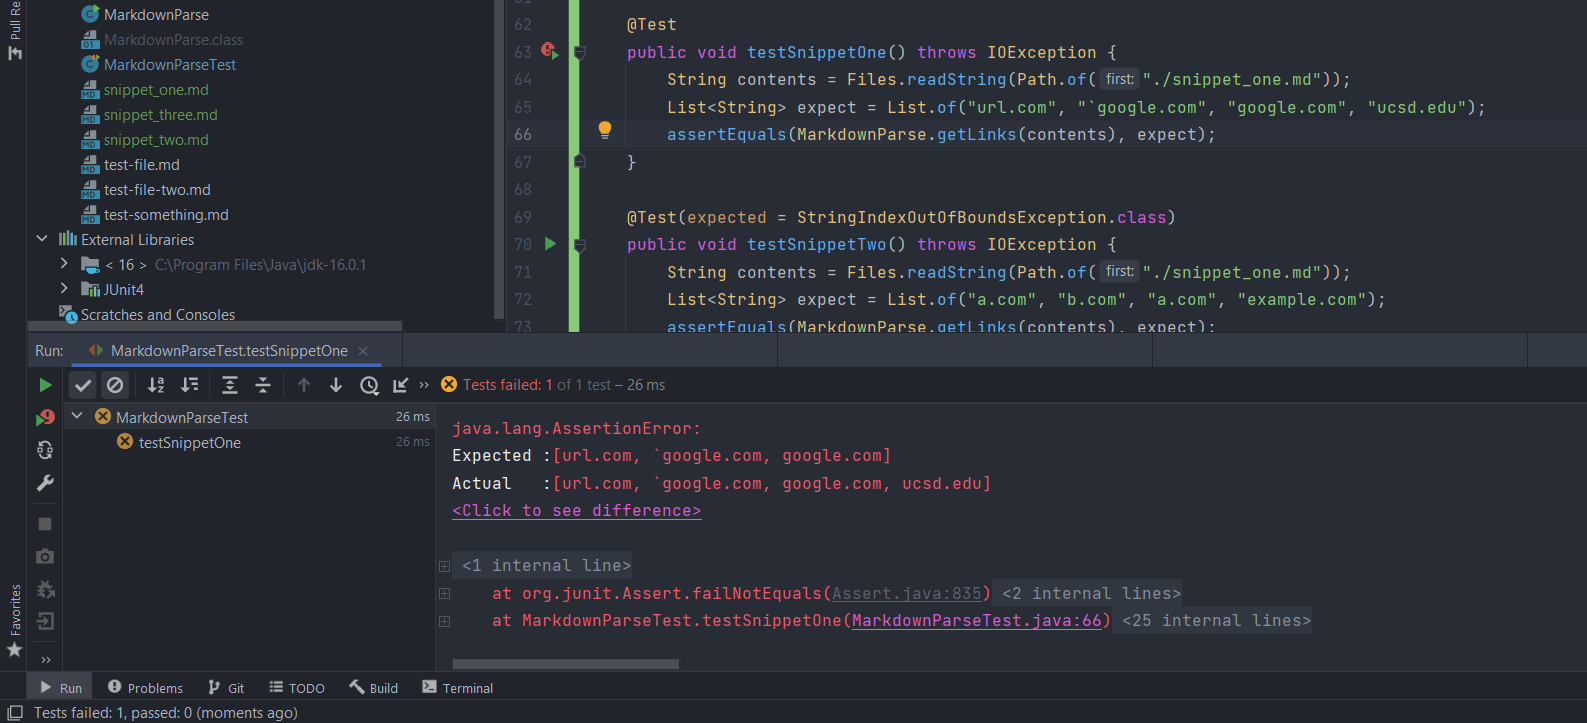 Pull Re
MarkdownParse
MarkdownParse.class
MarkdownParseTest
snippet_one.md
snippet_three.md
snippet_two.md
test-file.md
test-file-two.md
test-something.md
External Libraries
< 16 > C:\Program Files\Java\jdk-16.0.1
JUnit4
Scratches and Consoles
62 @Test
63 public void testSnippetOne() throws IOException {
64 String contents = Files.readString(Path.of( first: "./snippet_one.md"));
65 List<String> expect = List.of("url.com", "`google.com", "google.com", "ucsd.edu");
66 assertEquals(MarkdownParse.getLinks(contents), expect);
67 }
68
69 @Test(expected = StringIndexOutOfBoundsException.class)
70 public void testSnippetTwo() throws IOException {
71 String contents = Files.readString(Path.of( first: "./snippet_one.md"));
72 List<String> expect = List.of("a.com", "b.com", "a.com", "example.com");
73 assertEquals(MarkdownParse.getLinks(contents), expect);
Run: MarkdownParseTest.testSnippetOne
Tests failed: 1 of 1 test – 26 ms
MarkdownParseTest 26 ms
testSnippetOne 26 ms
java.lang.AssertionError:
Expected :[url.com, `google.com, google.com]
Actual :[url.com, `google.com, google.com, ucsd.edu]
<Click to see difference>
<1 internal line>
at org.junit.Assert.failNotEquals(Assert.java:835) <2 internal lines>
at MarkdownParseTest.testSnippetOne(MarkdownParseTest.java:66) <25 internal lines>
Favorites
Run Problems Git TODO Build Terminal
Tests failed: 1, passed: 0 (moments ago)